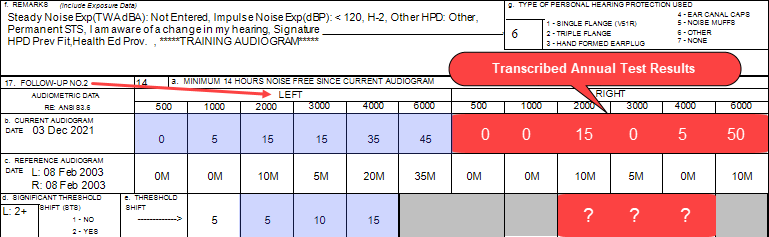 f. REMARKS (Include Exposure Data)
Steady Noise Exp(TWAdBA): Not Entered, Impulse Noise Exp(dBP): < 120, H-2, Other HPD: Other,
Permanent STS, I am aware of a change in my hearing, Signature
HPD Prev Fit,Health Ed Prov. , *****TRAINING AUDIOGRAM*****
g. TYPE OF PERSONAL HEARING PROTECTION USED
6
1 - SINGLE FLANGE (V51R)
2 - TRIPLE FLANGE
3 - HAND FORMED EARPLUG
4 - EAR CANAL CAPS
5 - NOISE MUFFS
6 - OTHER
7 - NONE
Transcribed Annual Test Results
17. FOLLOW-UP NO.2
14
a. MINIMUM 14 HOURS NOISE FREE SINCE CURRENT AUDIOGRAM
AUDIOMETRIC DATA
RE: ANSI S3.6
LEFT
RIGHT
500 1000 2000 3000 4000 6000 500 1000 2000 3000 4000 6000
b. CURRENT AUDIOGRAM
DATE 03 Dec 2021
0 5 15 15 35 45 0 0 15 0 5 50
c. REFERENCE AUDIOGRAM
DATE L: 08 Feb 2003
R: 08 Feb 2003
0M 0M 10M 5M 20M 35M 0M 0M 10M 5M 0M 10M
d. SIGNIFICANT THRESHOLD
SHIFT (STS)
L: 2+
1 - NO
2 - YES
e. THRESHOLD
SHIFT
------------->
5 5 10 15 ? ? ?